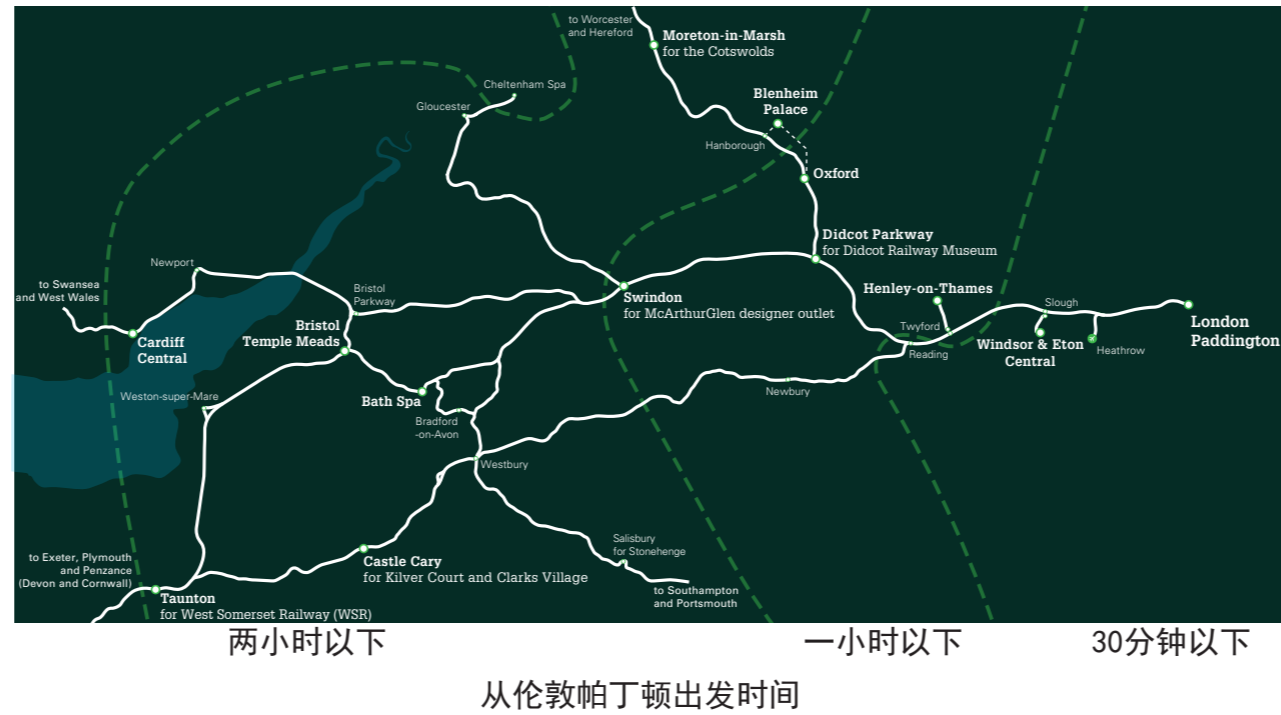 to Worcester
and Hereford
Moreton-in-Marsh
for the Cotswolds
Cheltenham Spa
Gloucester
Blenheim
Palace
Hanborough
Oxford
Didcot Parkway
for Didcot Railway Museum
Newport
to Swansea
and West Wales
Bristol
Parkway
Swindon
for McArthurGlen designer outlet
Henley-on-Thames
Slough
London
Paddington
Twyford
Windsor & Eton
Central
Heathrow
Reading
Cardiff
Central
Bristol
Temple Meads
Weston-super-Mare
Bath Spa
Newbury
Bradford
-on-Avon
Westbury
Salisbury
for Stonehenge
Castle Cary
for Kilver Court and Clarks Village
to Exeter, Plymouth
and Penzance
(Devon and Cornwall)
Taunton
for West Somerset Railway (WSR)
to Southampton
and Portsmouth
两小时以下
一小时以下
30分钟以下
从伦敦帕丁顿出发时间